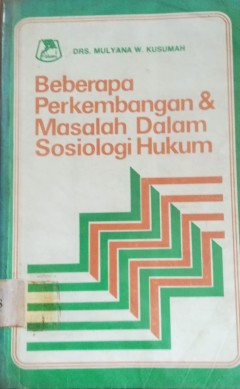 DRS. MULYANA W. KUSUMAH
Beberapa
Perkembangan &
Masalah Dalam
Sosiologi Hukum